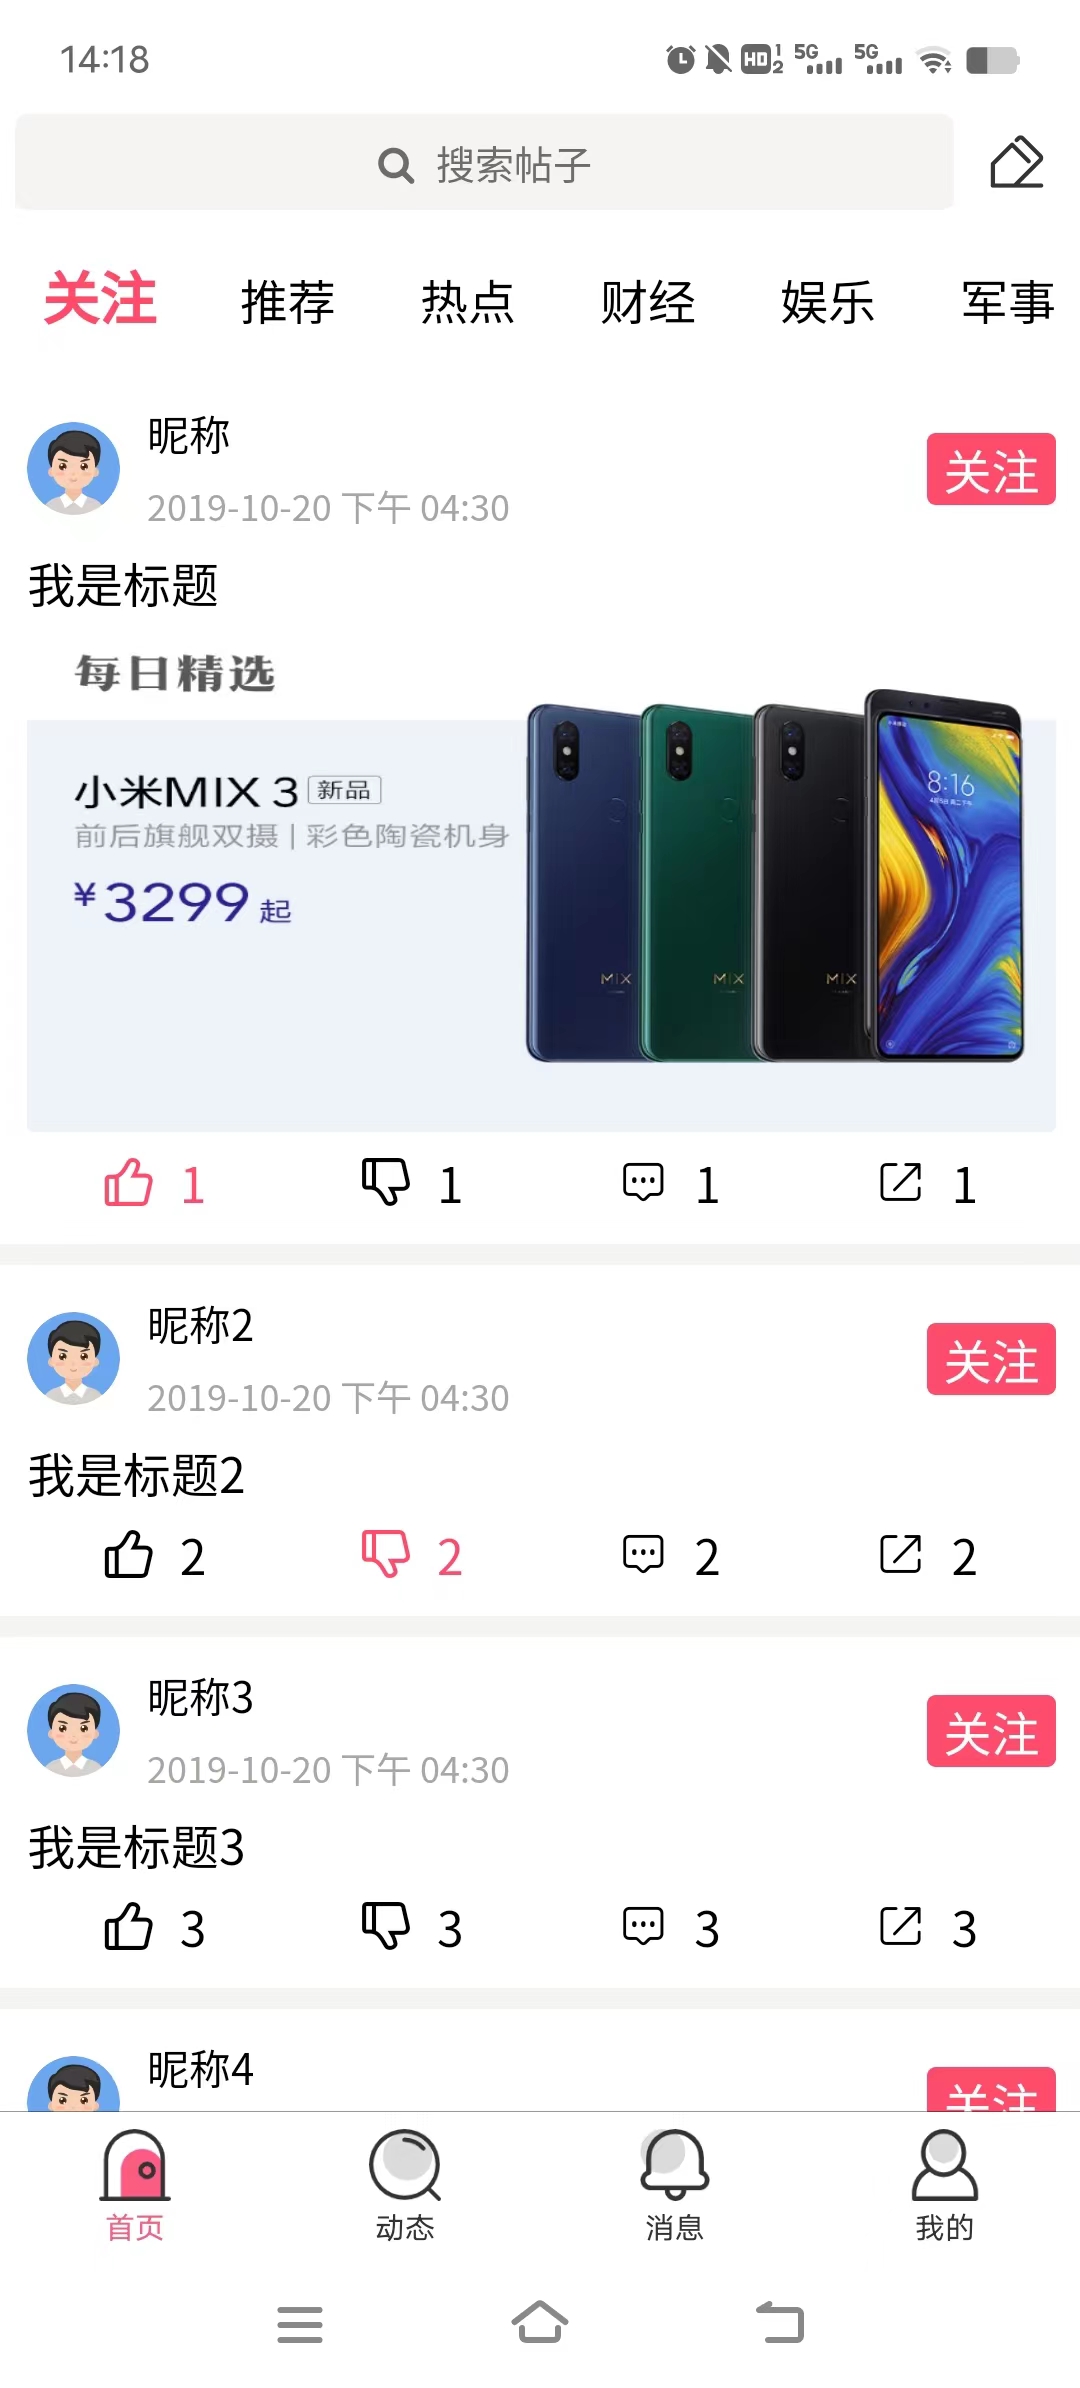 14:18
HD 1 2 5G 5G
搜索帖子
关注 推荐 热点 财经 娱乐 军事
昵称
2019-10-20 下午 04:30
关注
我是标题
每日精选
小米MIX 3 新品
前后旗舰双摄 | 彩色陶瓷机身
¥3299 起
8:16
MIX MIX MIX
1 1 1 1
昵称2
2019-10-20 下午 04:30
关注
我是标题2
2 2 2 2
昵称3
2019-10-20 下午 04:30
关注
我是标题3
3 3 3 3
昵称4
关注
首页 动态 消息 我的